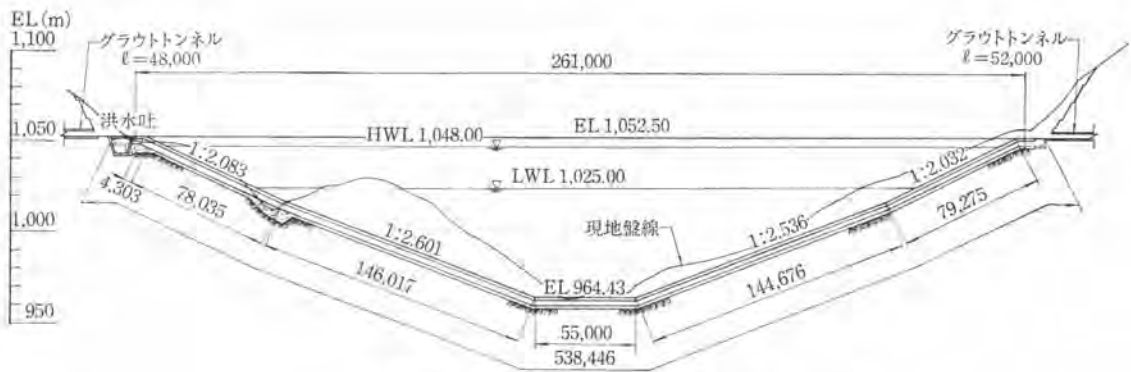 EL(m)
1,100
グラウトトンネル
ℓ=48,000
グラウトトンネル
ℓ=52,000
261,000
洪水吐
1,050
HWL 1,048.00
EL 1,052.50
LWL 1,025.00
1:2.083
1:2.032
4,303
78,035
79,275
1,000
1:2.601
現地盤線
1:2.536
146,017
EL 964.43
144,676
950
55,000
538,446